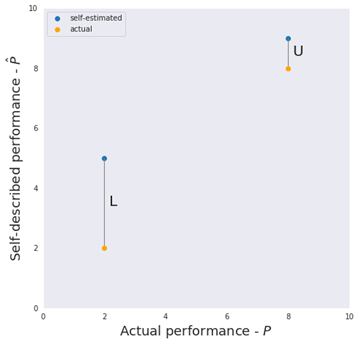 10
self-estimated
actual
U
8
6
4
L
2
0
0 2 4 6 8 10
Self-described performance - P̂
Actual performance - P